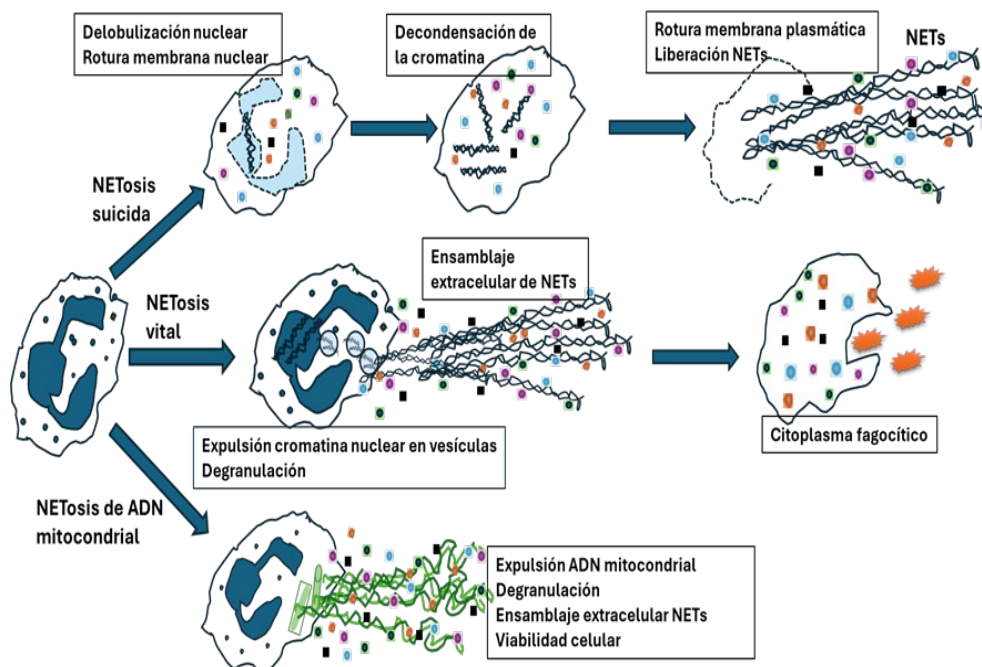 Delobulización nuclear
Rotura membrana nuclear
Decondensación de
la cromatina
Rotura membrana plasmática
Liberación NETs
NETs
NETosis
suicida
NETosis
vital
Ensamblaje
extracelular de NETs
Expulsión cromatina nuclear en vesículas
Degranulación
Citoplasma fagocítico
NETosis de ADN
mitocondrial
Expulsión ADN mitocondrial
Degranulación
Ensamblaje extracelular NETs
Viabilidad celular